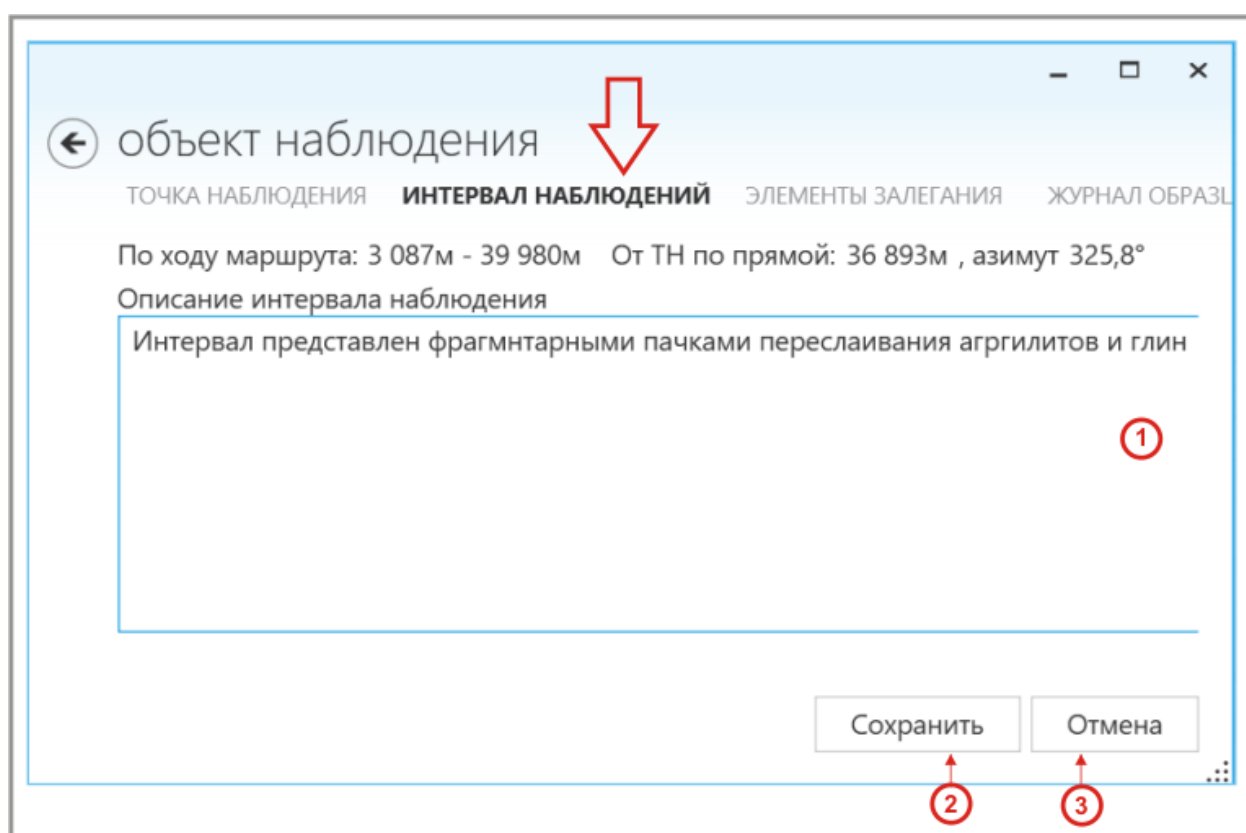 объект наблюдения
ТОЧКА НАБЛЮДЕНИЯ ИНТЕРВАЛ НАБЛЮДЕНИЙ ЭЛЕМЕНТЫ ЗАЛЕГАНИЯ ЖУРНАЛ ОБРАЗЦ
По ходу маршрута: 3 087м - 39 980м От ТН по прямой: 36 893м , азимут 325,8°
Описание интервала наблюдения
Интервал представлен фрагмнтарными пачками переслаивания агргилитов и глин
1
Сохранить Отмена
2 3